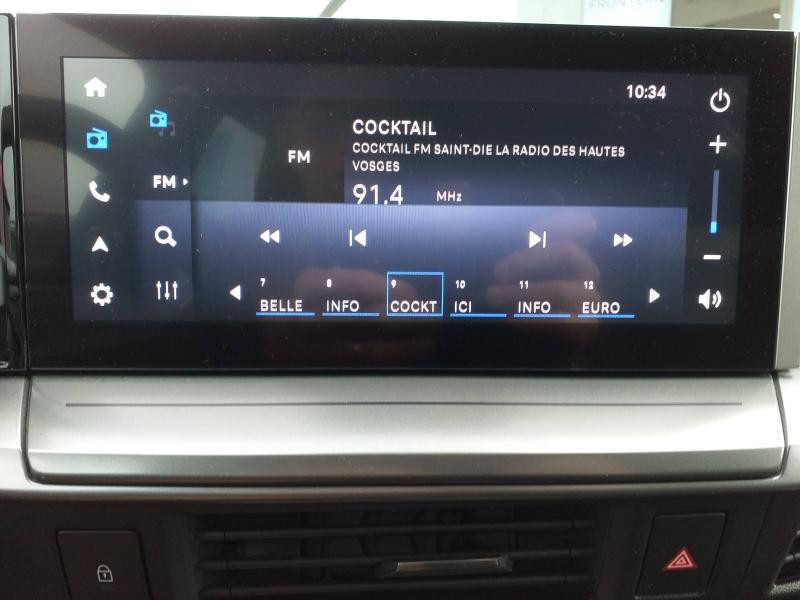 FRONTERA
10:34
COCKTAIL
COCKTAIL FM SAINT-DIE LA RADIO DES HAUTES
VOSGES
FM
FM
91.4 MHz
7 8 9 10 11 12
BELLE INFO COCKT ICI INFO EURO